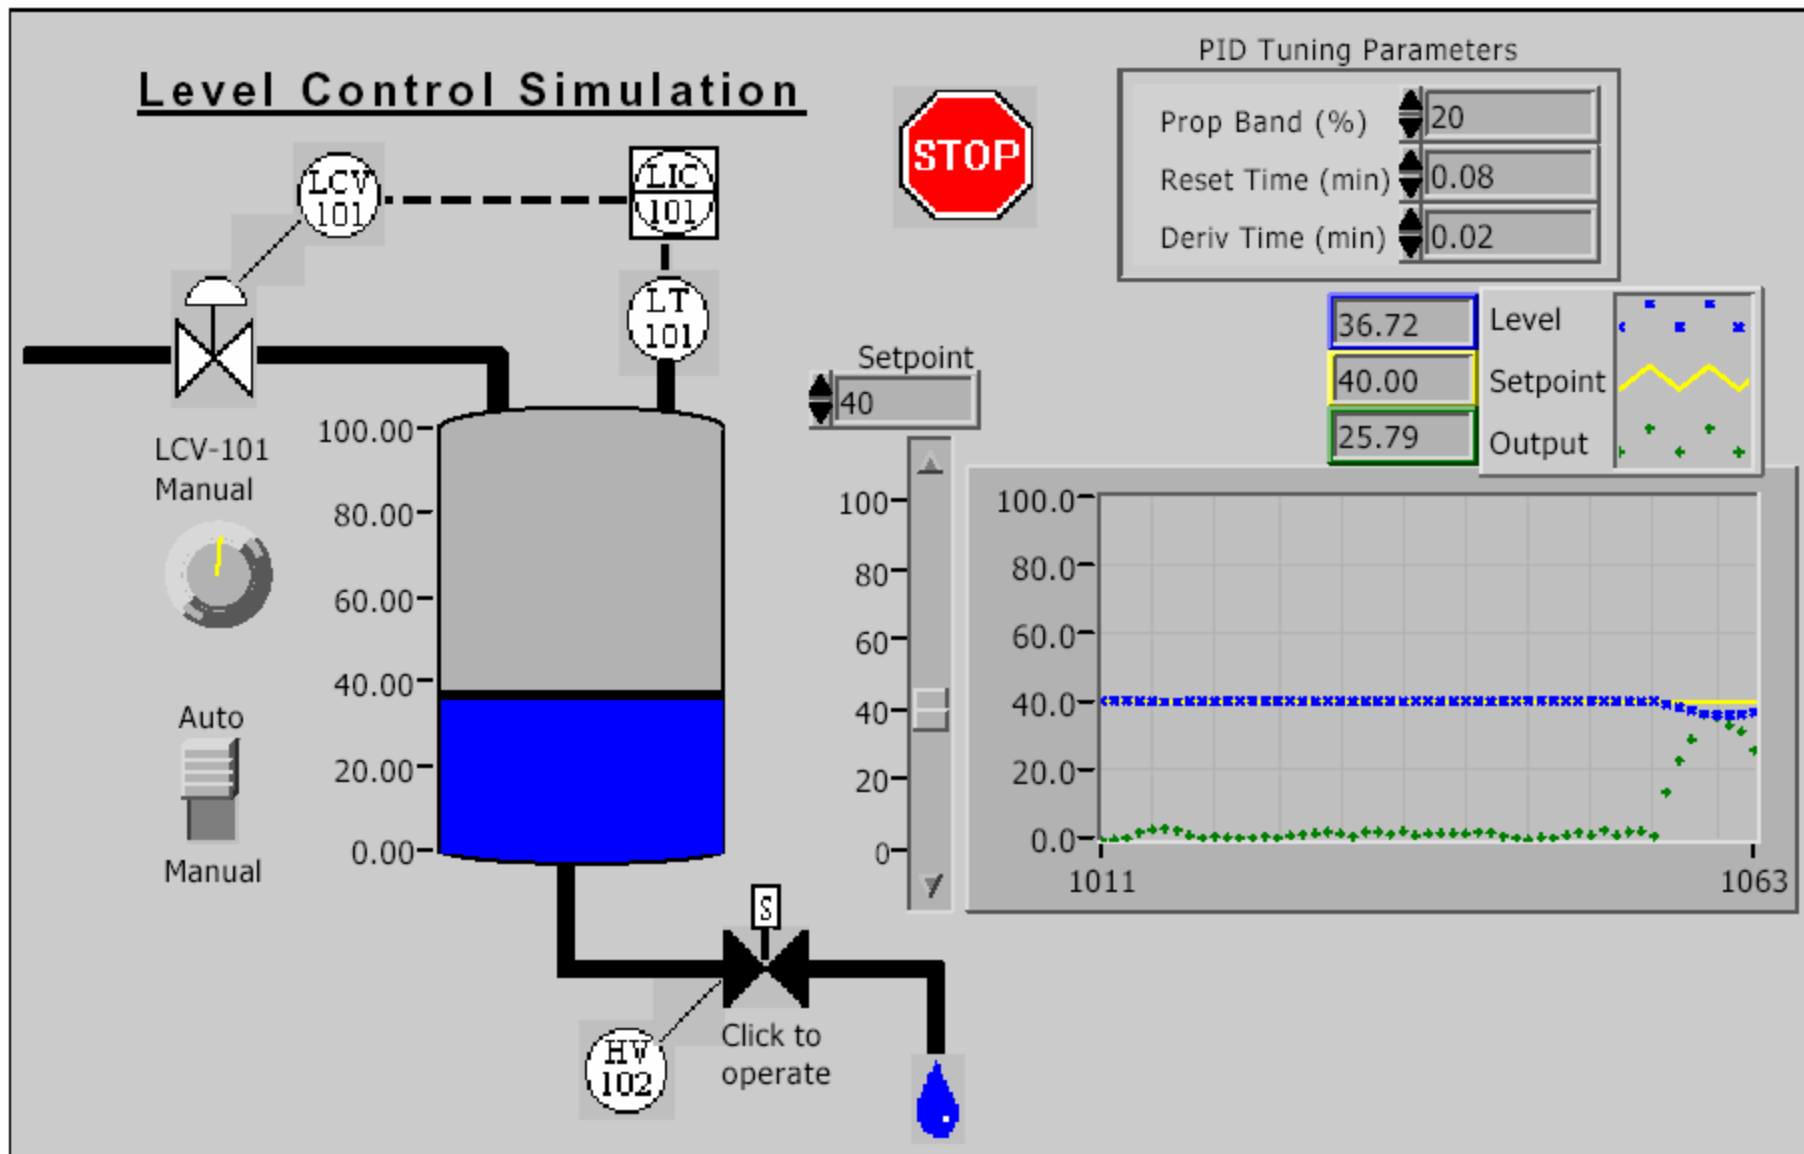 Level Control Simulation
LCV
101
LIC
101
LT
101
STOP
PID Tuning Parameters
Prop Band (%) 20
Reset Time (min) 0.08
Deriv Time (min) 0.02
36.72 Level
40.00 Setpoint
25.79 Output
Setpoint
40
LCV-101
Manual
Auto
Manual
100.00
80.00
60.00
40.00
20.00
0.00
100
80
60
40
20
0
100.0
80.0
60.0
40.0
20.0
0.0
1011 1063
S
HV
102
Click to
operate